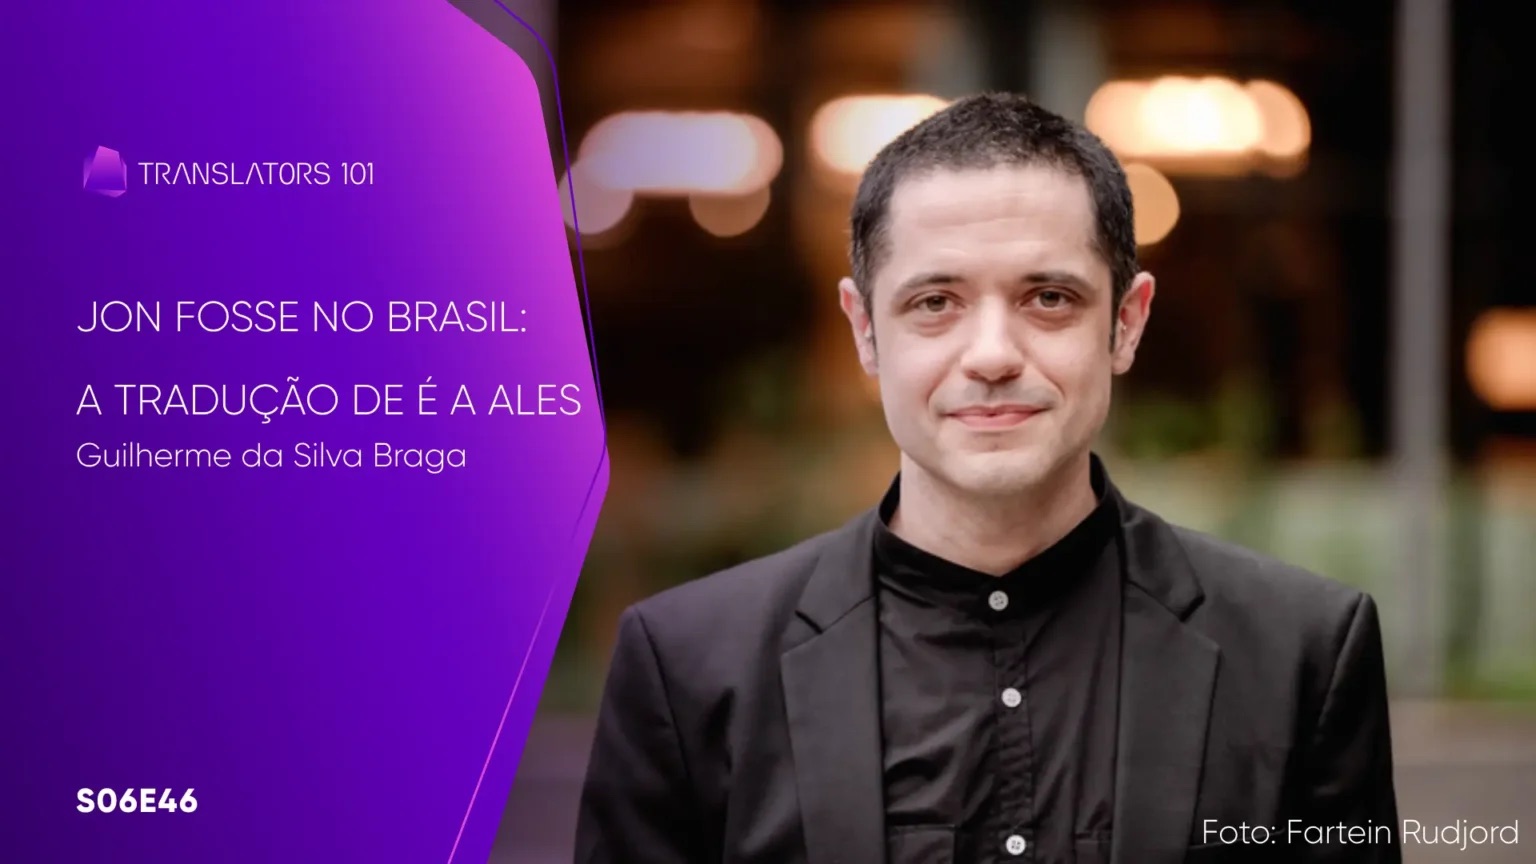 TRANSLATORS 101
JON FOSSE NO BRASIL:
A TRADUÇÃO DE É A ALES
Guilherme da Silva Braga
S06E46
Foto: Fartein Rudjord